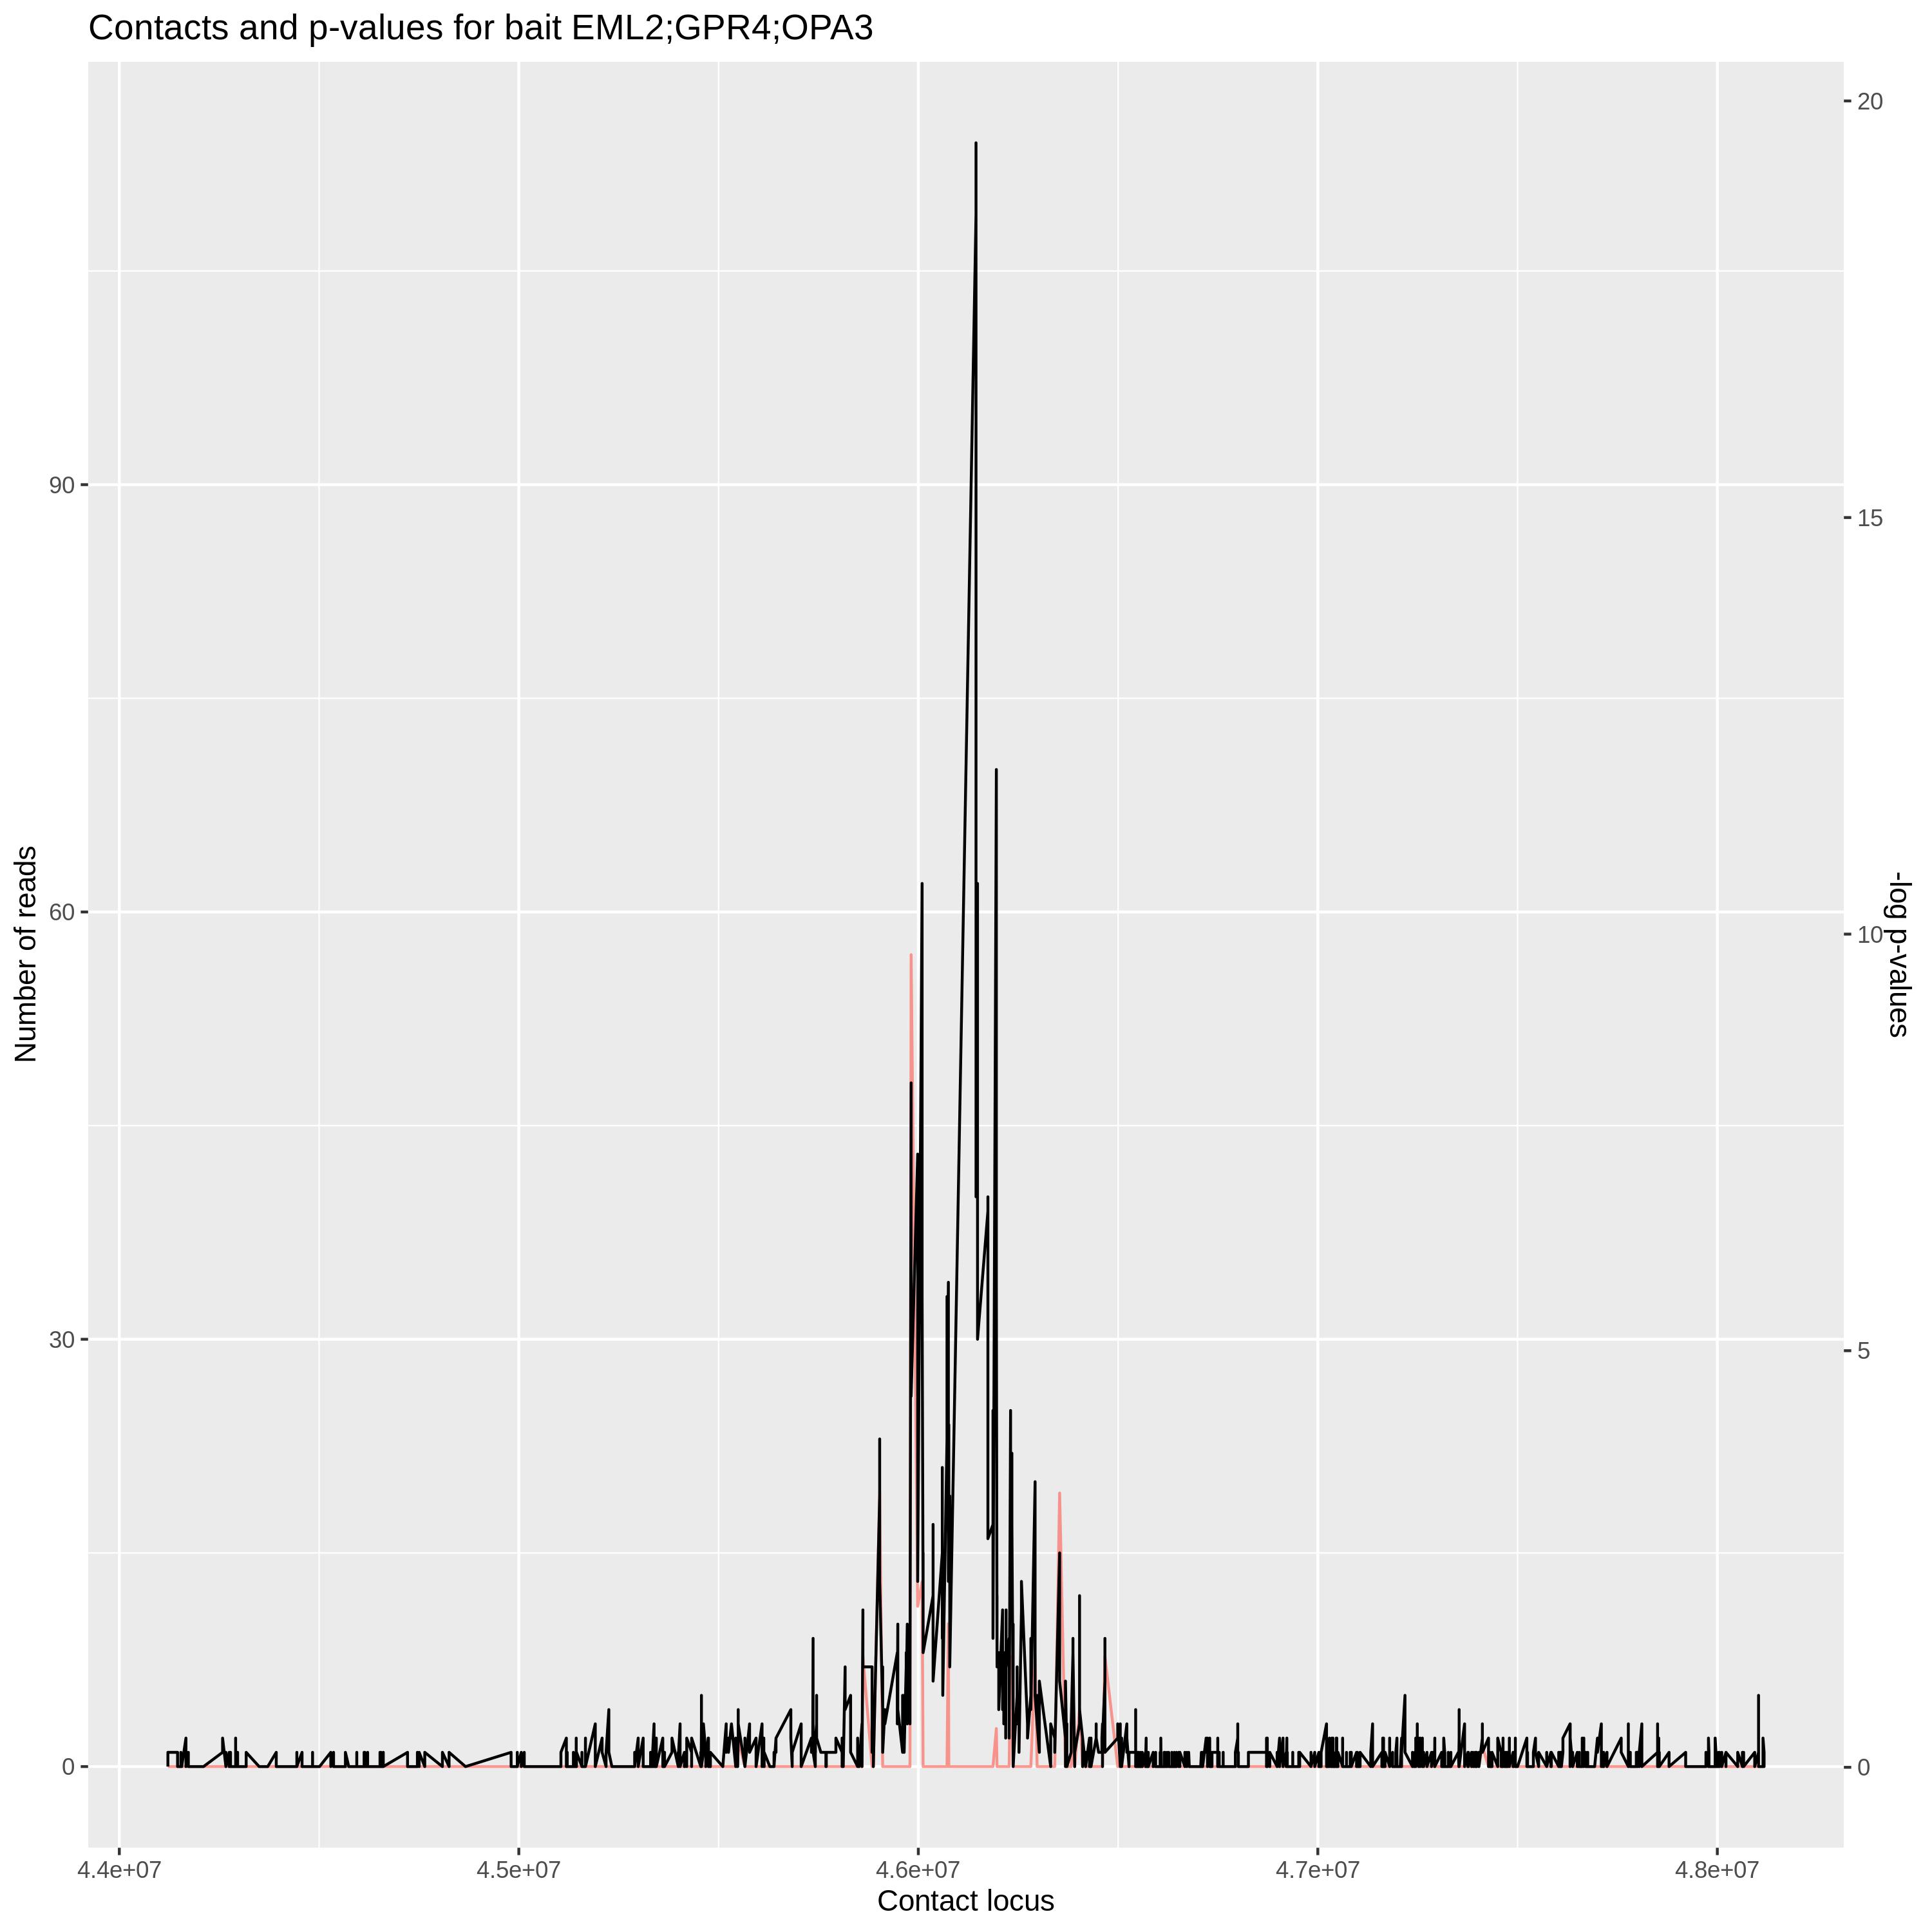 Contacts and p-values for bait EML2;GPR4;OPA3
20
90
15
60
10
30
5
0
0
Number of reads
-log p-values
4.4e+07
4.5e+07
4.6e+07
4.7e+07
4.8e+07
Contact locus